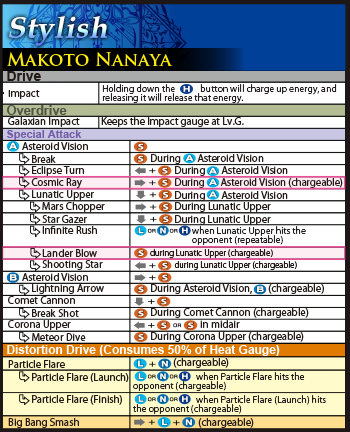 Stylish
MAKOTO NANAYA
Drive
Impact Holding down the H button will charge up energy, and
releasing it will release that energy.
Overdrive
Galaxian Impact Keeps the Impact gauge at Lv.G.
Special Attack
A Asteroid Vision S
Break S During A Asteroid Vision
Eclipse Turn ← + S During A Asteroid Vision
Cosmic Ray → + S During A Asteroid Vision (chargeable)
Lunatic Upper ↓ + S During A Asteroid Vision
Mars Chopper → + S During Lunatic Upper
Star Gazer ↓ + S During Lunatic Upper
Infinite Rush L OR N OR H when Lunatic Upper hits the
opponent (repeatable)
Lander Blow S during Lunatic Upper (chargeable)
Shooting Star ← + S during Lunatic Upper (chargeable)
B Asteroid Vision → + S
Lightning Arrow S During Asteroid Vision, B (chargeable)
Comet Cannon ↓ + S
Break Shot S During Comet Cannon (chargeable)
Corona Upper ← + S OR S In midair
Meteor Dive S During Corona Upper (chargeable)
Distortion Drive (Consumes 50% of Heat Gauge)
Particle Flare L + N (chargeable)
Particle Flare (Launch) L OR N OR H when Particle Flare hits the
opponent (chargeable)
Particle Flare (Finish) L OR N OR H when Particle Flare (Launch) hits
the opponent (chargeable)
Big Bang Smash → + L + N (chargeable)